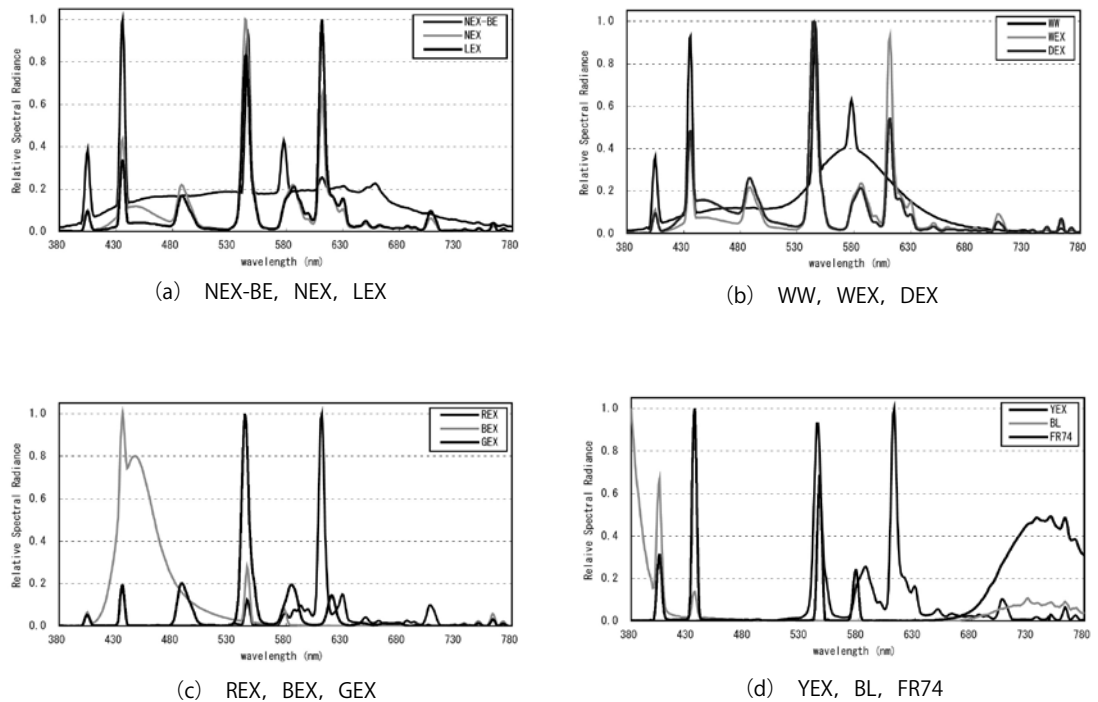 NEX-BE
NEX
LEX
Relative Spectral Radiance
1.0
0.8
0.6
0.4
0.2
0.0
380 430 480 530 580 630 680 730 780
wavelength (nm)
(a) NEX-BE, NEX, LEX
WW
WEX
DEX
Relative Spectral Radiance
1.0
0.8
0.6
0.4
0.2
0.0
380 430 480 530 580 630 680 730 780
wavelength (nm)
(b) WW, WEX, DEX
REX
BEX
GEX
Relative Spectral Radiance
1.0
0.8
0.6
0.4
0.2
0.0
380 430 480 530 580 630 680 730 780
wavelength (nm)
(c) REX, BEX, GEX
YEX
BL
FR74
Relaive Spectral Radiance
1.0
0.8
0.6
0.4
0.2
0.0
380 430 480 530 580 630 680 730 780
wavelength (nm)
(d) YEX, BL, FR74